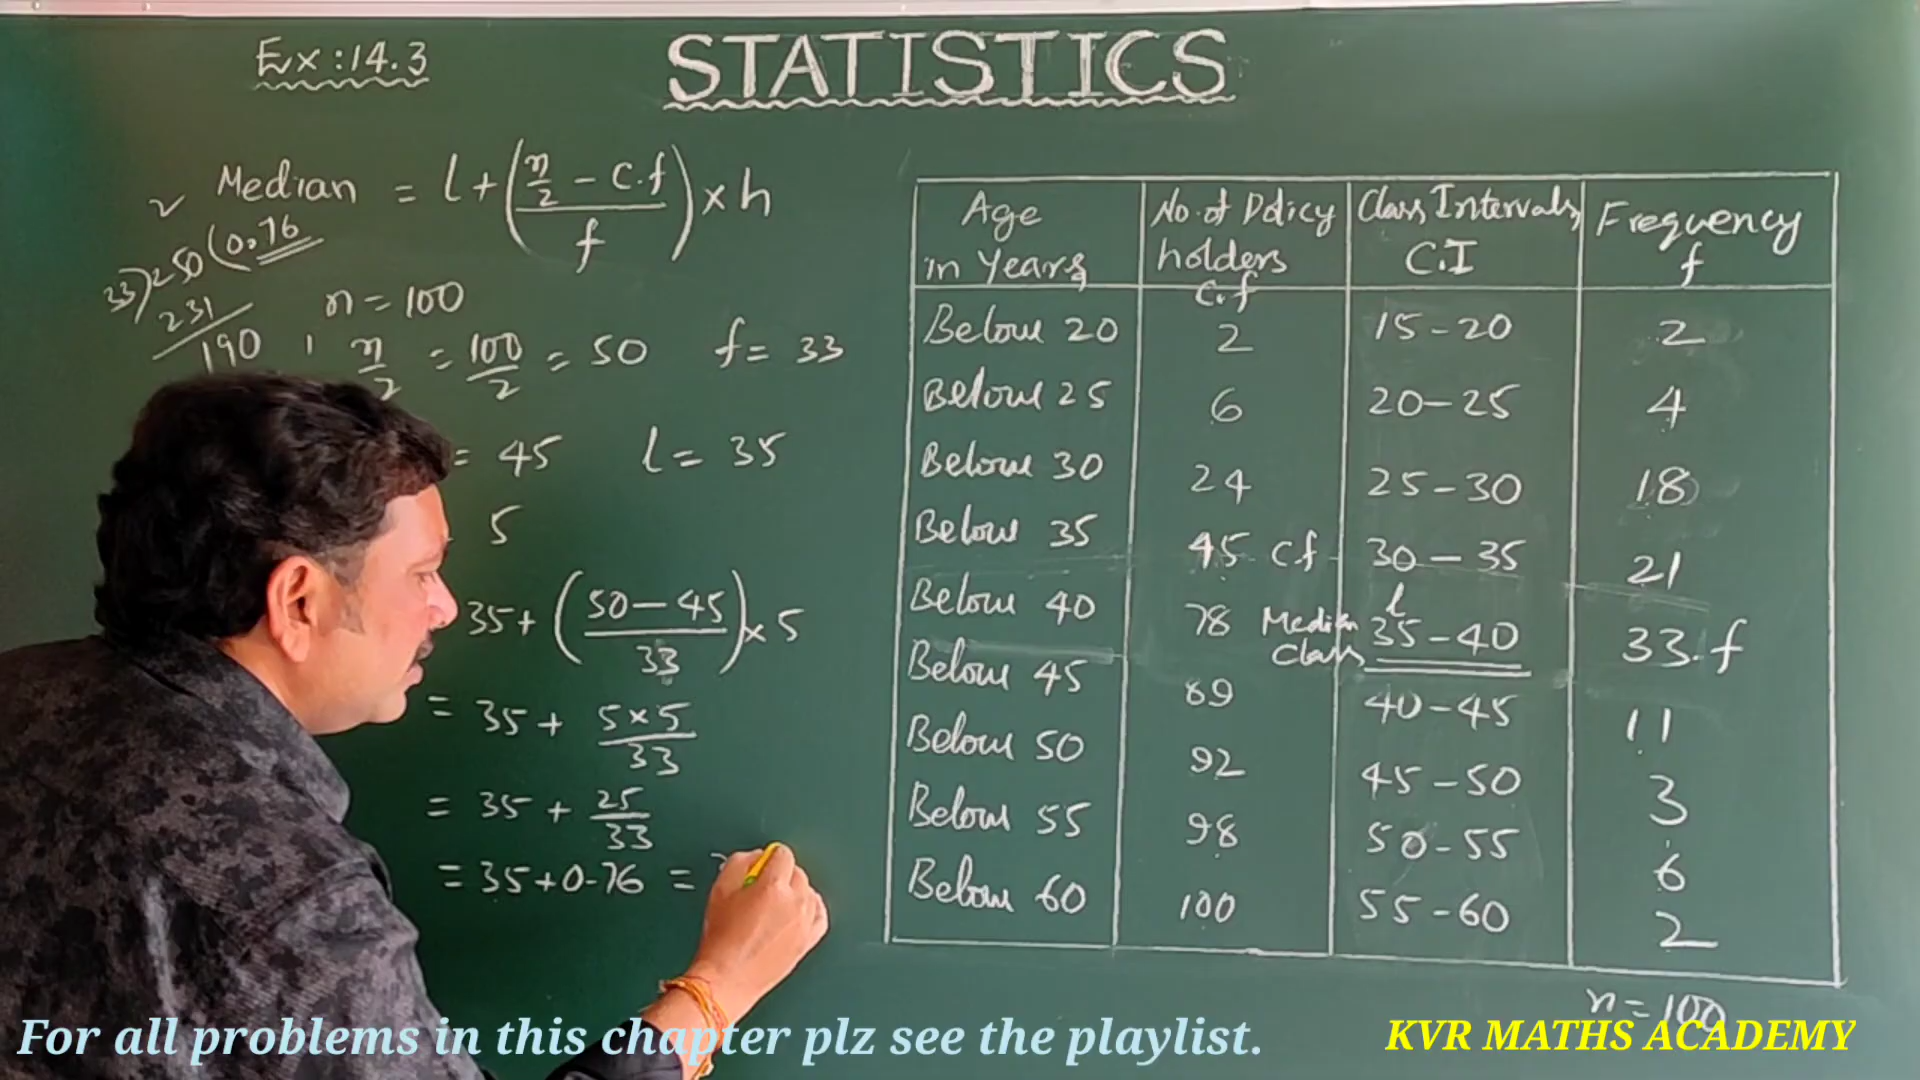 Ex:14.3
STATISTICS
✓ Median = l + (n/2 - c.f / f) × h
33)250(0.76
231
190
n = 100
n/2 = 100/2 = 50 f = 33
= 45 l = 35
5
35 + (50 - 45 / 33) × 5
= 35 + 5×5/33
= 35 + 25/33
= 35+0.76 =
Age in Years | No. of Policy holders c.f | Class Intervals C.I | Frequency f
Below 20 | 2 | 15-20 | 2
Below 25 | 6 | 20-25 | 4
Below 30 | 24 | 25-30 | 18
Below 35 | 45 cf | 30-35 | 21
Below 40 | 78 Median Class | l 35-40 | 33 f
Below 45 | 89 | 40-45 | 11
Below 50 | 92 | 45-50 | 3
Below 55 | 98 | 50-55 | 6
Below 60 | 100 | 55-60 | 2
n = 100
For all problems in this chapter plz see the playlist.
KVR MATHS ACADEMY